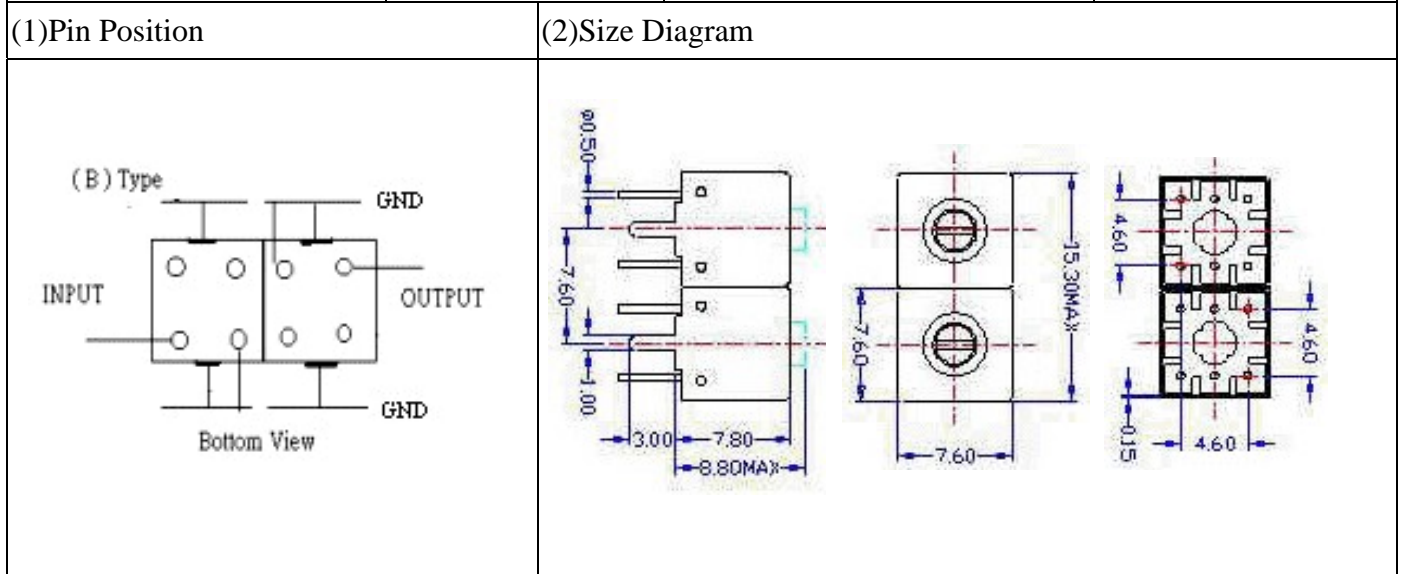 (1)Pin Position
(2)Size Diagram
(B) Type
GND
INPUT
OUTPUT
GND
Bottom View
φ0.50
7.60
1.00
3.00
7.80
8.80MAX
7.60
15.30MAX
7.60
4.60
4.60
0.15
4.60